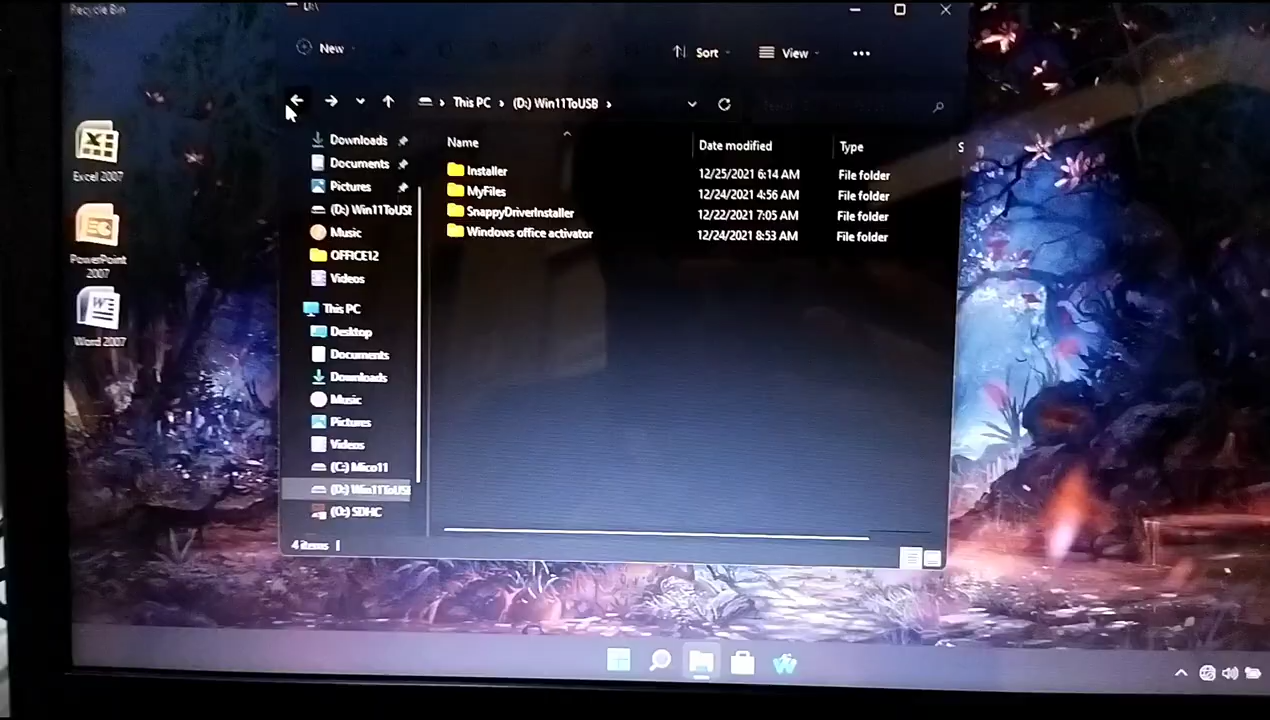 Recycle Bin
Excel 2007
PowerPoint
2007
Word 2007
D:\
New
Sort
View
This PC > (D:) Win11ToUSB >
Downloads
Documents
Pictures
(D:) Win11ToUSB
Music
OFFICE12
Videos
This PC
Desktop
Documents
Downloads
Music
Pictures
Videos
(C:) Mico11
(D:) Win11ToUSB
(O:) SDHC
Name Date modified Type S
Installer 12/25/2021 6:14 AM File folder
MyFiles 12/24/2021 4:56 AM File folder
SnappyDriverInstaller 12/22/2021 7:05 AM File folder
Windows office activator 12/24/2021 8:53 AM File folder
4 items